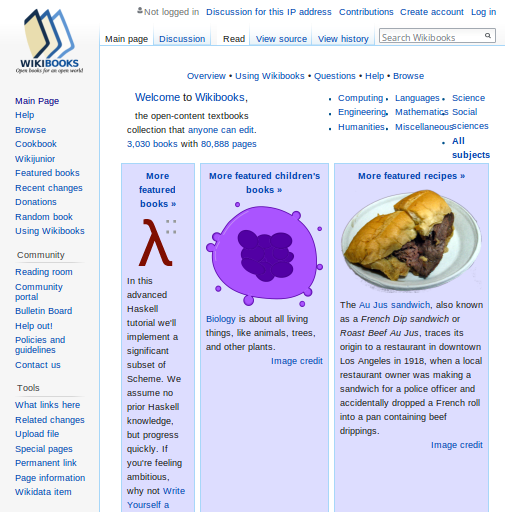 Not logged in Discussion for this IP address Contributions Create account Log in
Main page Discussion Read View source View history Search Wikibooks
WIKIBOOKS
Open books for an open world
Main Page
Help
Browse
Cookbook
Wikijunior
Featured books
Recent changes
Donations
Random book
Using Wikibooks
Community
Reading room
Community
portal
Bulletin Board
Help out!
Policies and
guidelines
Contact us
Tools
What links here
Related changes
Upload file
Special pages
Permanent link
Page information
Wikidata item
Overview • Using Wikibooks • Questions • Help • Browse
Welcome to Wikibooks,
the open-content textbooks
collection that anyone can edit.
3,030 books with 80,888 pages
• Computing
• Engineering
• Humanities
• Languages
• Mathematics
• Miscellaneous
• Science
• Social
sciences
• All
subjects
More
featured
books »
λ
In this
advanced
Haskell
tutorial we'll
implement a
significant
subset of
Scheme. We
assume no
prior Haskell
knowledge,
but progress
quickly. If
you're feeling
ambitious,
why not Write
Yourself a
More featured children's
books »
Biology is about all living
things, like animals, trees,
and other plants.
Image credit
More featured recipes »
The Au Jus sandwich, also known
as a French Dip sandwich or
Roast Beef Au Jus, traces its
origin to a restaurant in downtown
Los Angeles in 1918, when a local
restaurant owner was making a
sandwich for a police officer and
accidentally dropped a French roll
into a pan containing beef
drippings.
Image credit